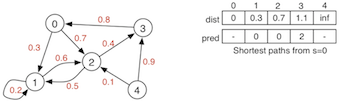 0 1 2 3 4
dist 0 0.3 0.7 1.1 inf
pred - 0 0 2 -
Shortest paths from s=0
0 0.8 3
0.3 0.7 0.4 0.9
0.6 2
1 0.5 0.1
0.2 4